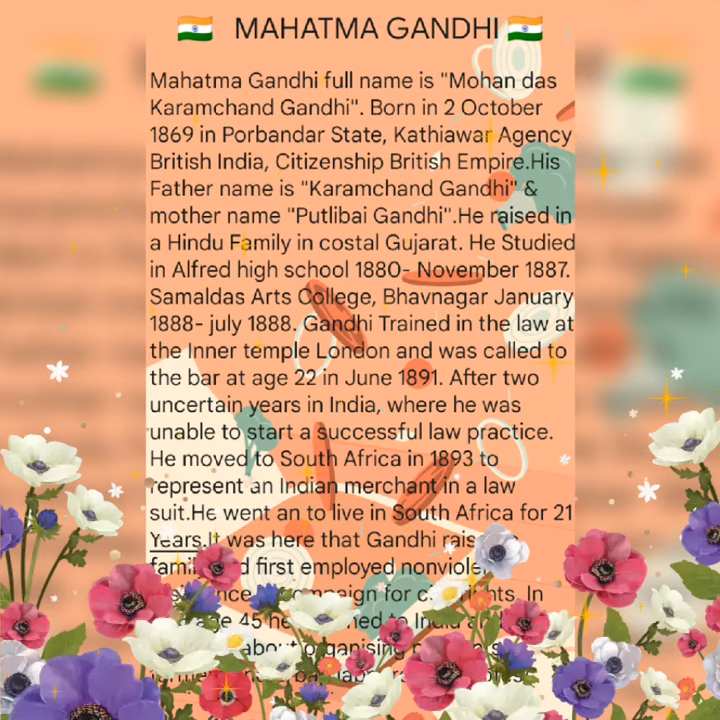 🇮🇳 MAHATMA GANDHI 🇮🇳
Mahatma Gandhi full name is "Mohan das
Karamchand Gandhi". Born in 2 October
1869 in Porbandar State, Kathiawar Agency
British India, Citizenship British Empire.His
Father name is "Karamchand Gandhi" &
mother name "Putlibai Gandhi".He raised in
a Hindu Family in costal Gujarat. He Studied
in Alfred high school 1880- November 1887.
Samaldas Arts College, Bhavnagar January
1888- july 1888. Gandhi Trained in the law at
the Inner temple London and was called to
the bar at age 22 in June 1891. After two
uncertain years in India, where he was
unable to start a successful law practice.
He moved to South Africa in 1893 to
represent an Indian merchant in a law
suit.He went an to live in South Africa for 21
Years.It was here that Gandhi
first employed
for In
age 45 he to India
about organising